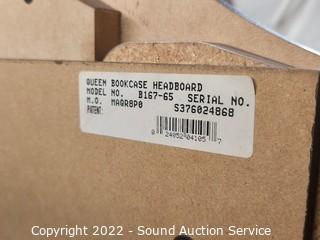 QUEEN BOOKCASE HEADBOARD
MODEL NO. B167-65 SERIAL NO.
M.O. MAQR8P0 S376024868
PATENT:
0 24052 04105 7
Copyright 2022 - Sound Auction Service